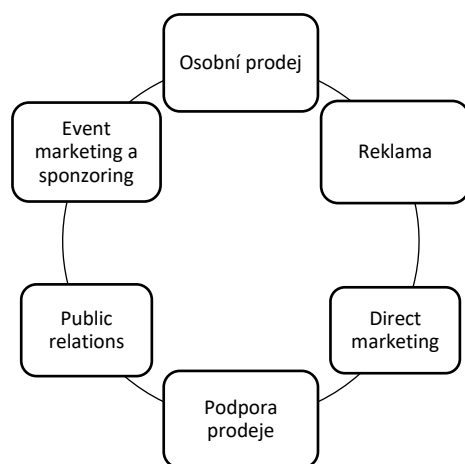 Osobní prodej
Reklama
Direct
marketing
Podpora
prodeje
Public
relations
Event
marketing a
sponzoring